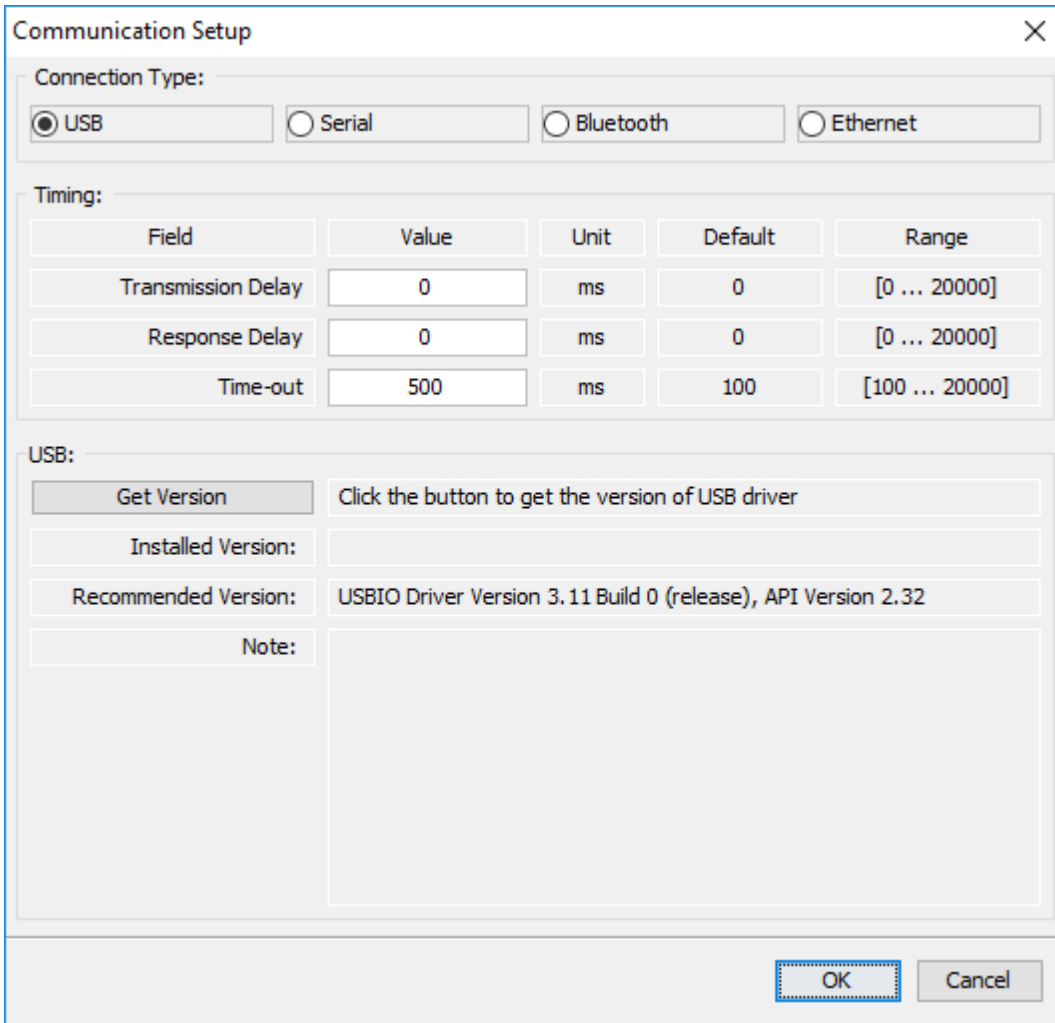 Communication Setup
Connection Type:
USB Serial Bluetooth Ethernet
Timing:
Field Value Unit Default Range
Transmission Delay 0 ms 0 [0 ... 20000]
Response Delay 0 ms 0 [0 ... 20000]
Time-out 500 ms 100 [100 ... 20000]
USB:
Get Version Click the button to get the version of USB driver
Installed Version:
Recommended Version: USBIO Driver Version 3.11 Build 0 (release), API Version 2.32
Note:
OK Cancel